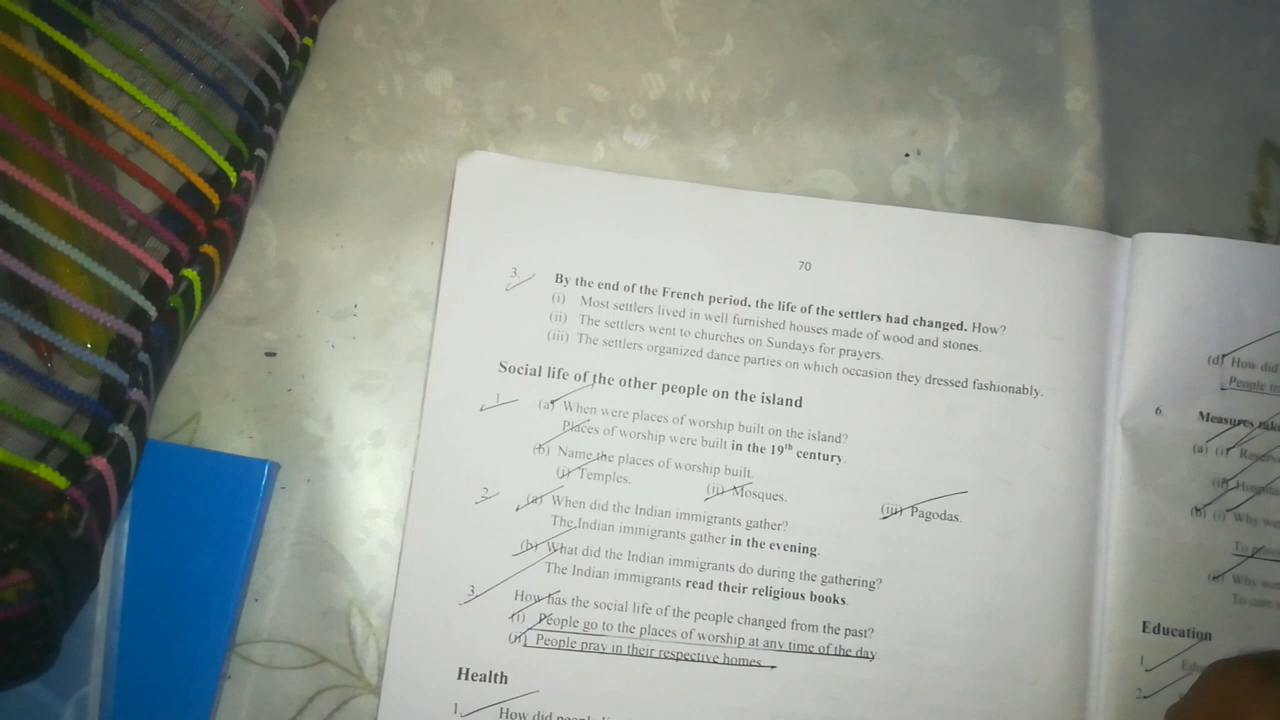 70
3. By the end of the French period, the life of the settlers had changed. How?
(i) Most settlers lived in well furnished houses made of wood and stones.
(ii) The settlers went to churches on Sundays for prayers.
(iii) The settlers organized dance parties on which occasion they dressed fashionably.
Social life of the other people on the island
1 (a) When were places of worship built on the island?
Places of worship were built in the 19th century.
(b) Name the places of worship built.
(i) Temples. (ii) Mosques. (iii) Pagodas.
2 (a) When did the Indian immigrants gather?
The Indian immigrants gather in the evening.
(b) What did the Indian immigrants do during the gathering?
The Indian immigrants read their religious books.
3. How has the social life of the people changed from the past?
(i) People go to the places of worship at any time of the day
(ii) People pray in their respective homes.
Health
1. How did
(d) How did
People
6 Measures
(a) (i)
(ii)
(b) (i) Why
To
(ii) Why
To
Education
1
2